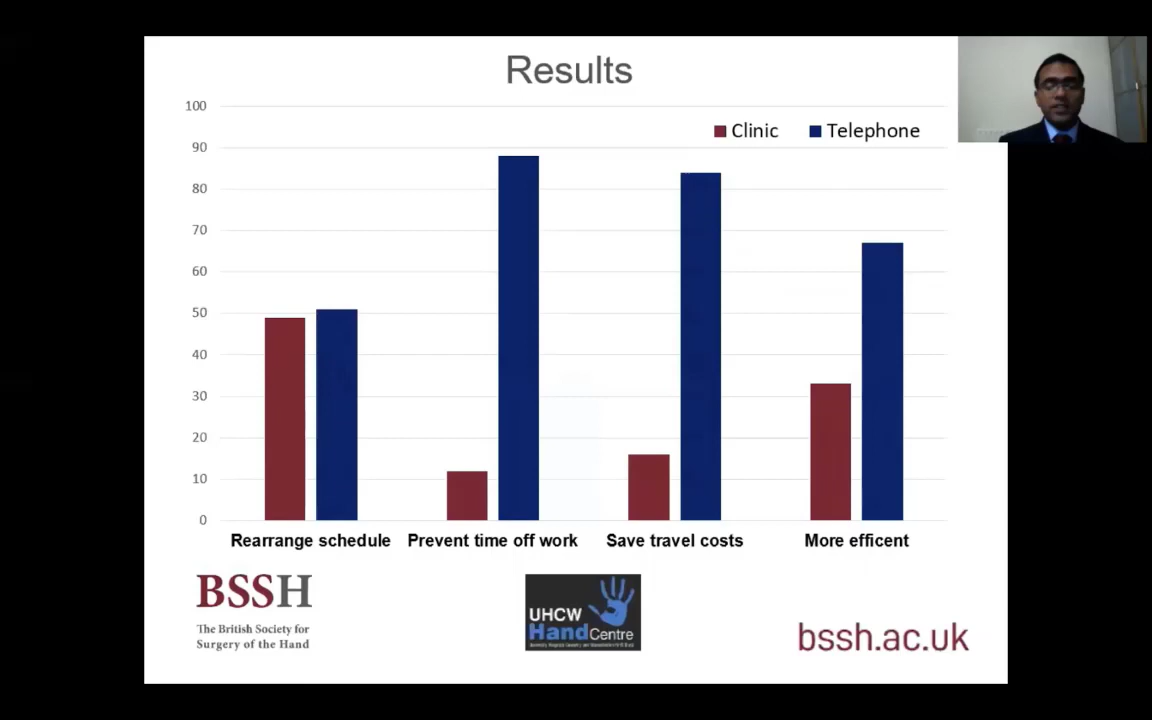 Results
100
90
80
70
60
50
40
30
20
10
0
Clinic
Telephone
Rearrange schedule
Prevent time off work
Save travel costs
More efficent
BSSH
The British Society for
Surgery of the Hand
UHCW
HandCentre
bssh.ac.uk